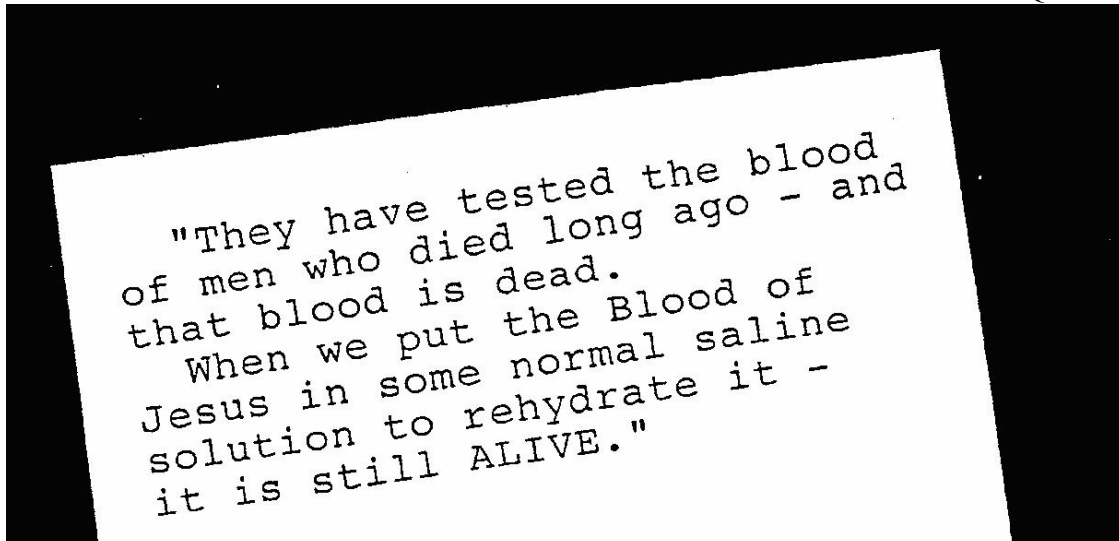 "They have tested the blood
of men who died long ago - and
that blood is dead.
When we put the Blood of
Jesus in some normal saline
solution to rehydrate it -
it is still ALIVE."